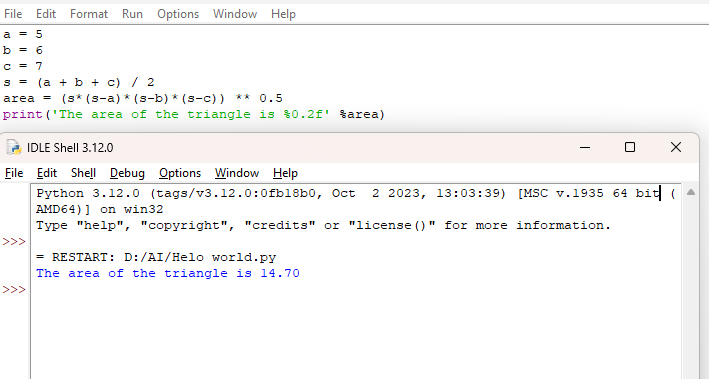 File Edit Format Run Options Window Help
a = 5
b = 6
c = 7
s = (a + b + c) / 2
area = (s*(s-a)*(s-b)*(s-c)) ** 0.5
print('The area of the triangle is %0.2f' %area)
IDLE Shell 3.12.0
File Edit Shell Debug Options Window Help
Python 3.12.0 (tags/v3.12.0:0fb18b0, Oct  2 2023, 13:03:39) [MSC v.1935 64 bit (
AMD64)] on win32
Type "help", "copyright", "credits" or "license()" for more information.
>>>
= RESTART: D:/AI/Helo world.py
The area of the triangle is 14.70
>>>